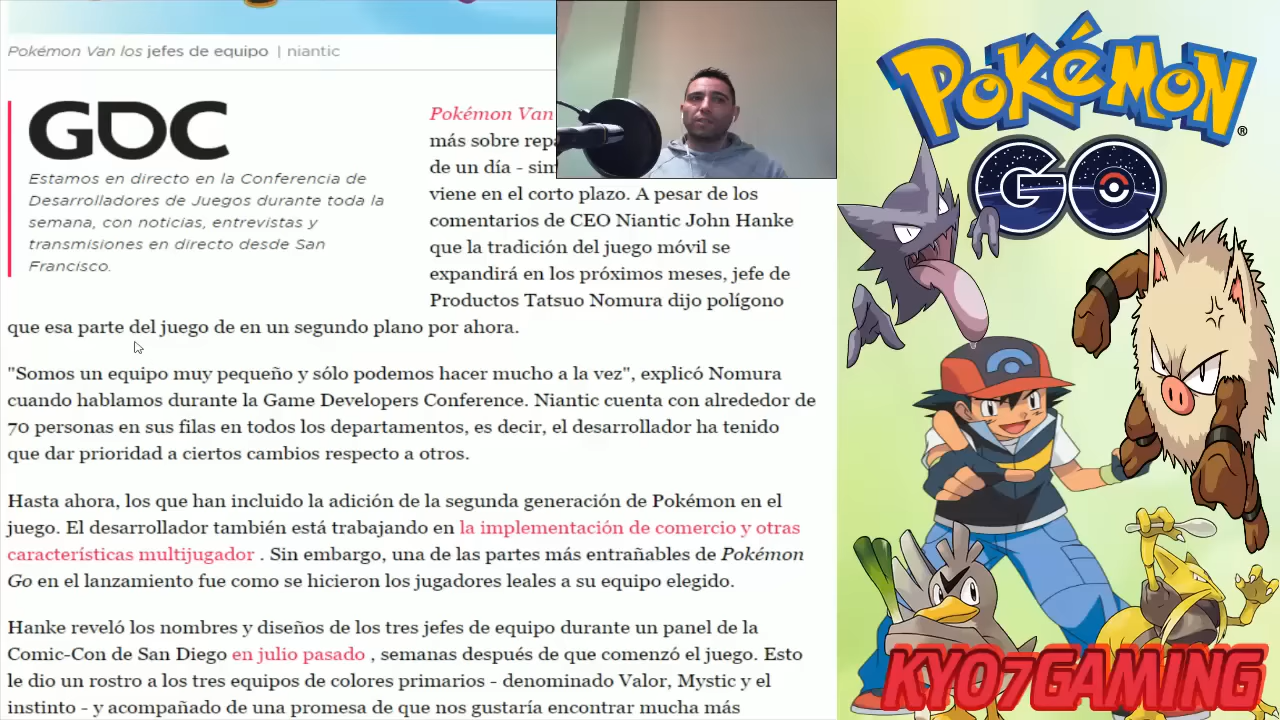 Pokémon Van los jefes de equipo | niantic
GDC
Estamos en directo en la Conferencia de
Desarrolladores de Juegos durante toda la
semana, con noticias, entrevistas y
transmisiones en directo desde San
Francisco.
Pokémon Van
más sobre
de un día -
viene en el corto plazo. A pesar de los
comentarios de CEO Niantic John Hanke
que la tradición del juego móvil se
expandirá en los próximos meses, jefe de
Productos Tatsuo Nomura dijo polígono
que esa parte del juego de en un segundo plano por ahora.
"Somos un equipo muy pequeño y sólo podemos hacer mucho a la vez", explicó Nomura
cuando hablamos durante la Game Developers Conference. Niantic cuenta con alrededor de
70 personas en sus filas en todos los departamentos, es decir, el desarrollador ha tenido
que dar prioridad a ciertos cambios respecto a otros.
Hasta ahora, los que han incluido la adición de la segunda generación de Pokémon en el
juego. El desarrollador también está trabajando en la implementación de comercio y otras
características multijugador . Sin embargo, una de las partes más entrañables de Pokémon
Go en el lanzamiento fue como se hicieron los jugadores leales a su equipo elegido.
Hanke reveló los nombres y diseños de los tres jefes de equipo durante un panel de la
Comic-Con de San Diego en julio pasado , semanas después de que comenzó el juego. Esto
le dio un rostro a los tres equipos de colores primarios - denominado Valor, Mystic y el
instinto - y acompañado de una promesa de que nos gustaría encontrar mucha más
POKéMON
GO
KYO7GAMING